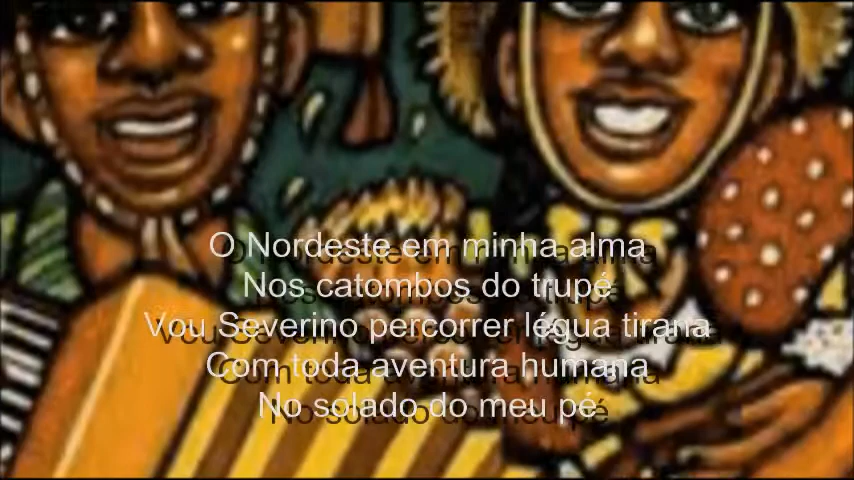 O Nordeste em minha alma
Nos catombos do trupé
Vou Severino percorrer légua tirana
Com toda aventura humana
No solado do meu pé